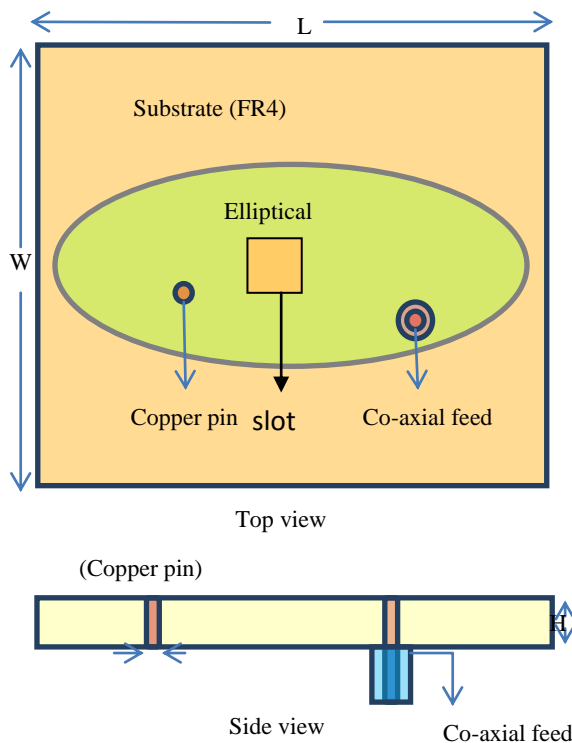 L
Substrate (FR4)
Elliptical
W
Copper pin slot Co-axial feed
Top view
(Copper pin)
H
Side view
Co-axial feed